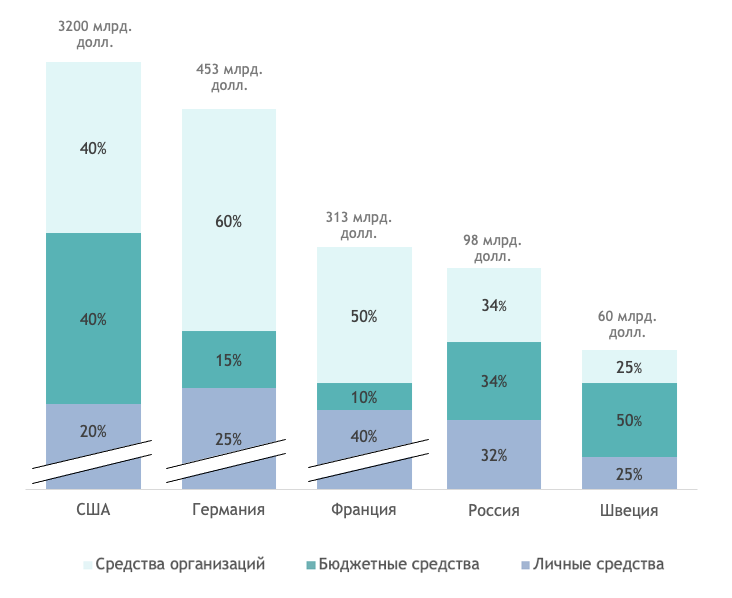 3200 млрд.
долл.
453 млрд.
долл.
313 млрд.
долл.
98 млрд.
долл.
60 млрд.
долл.
40%
40%
20%
60%
15%
25%
50%
10%
40%
34%
34%
32%
25%
50%
25%
США
Германия
Франция
Россия
Швеция
Средства организаций
Бюджетные средства
Личные средства